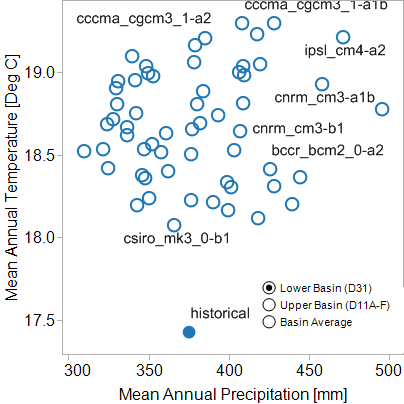 cccma_cgcm3_1-a1b
cccma_cgcm3_1-a2
ipsl_cm4-a2
cnrm_cm3-a1b
cnrm_cm3-b1
bccr_bcm2_0-a2
csiro_mk3_0-b1
historical
Lower Basin (D31)
Upper Basin (D11A-F)
Basin Average
Mean Annual Temperature [Deg C]
19.0
18.5
18.0
17.5
300 350 400 450 500
Mean Annual Precipitation [mm]